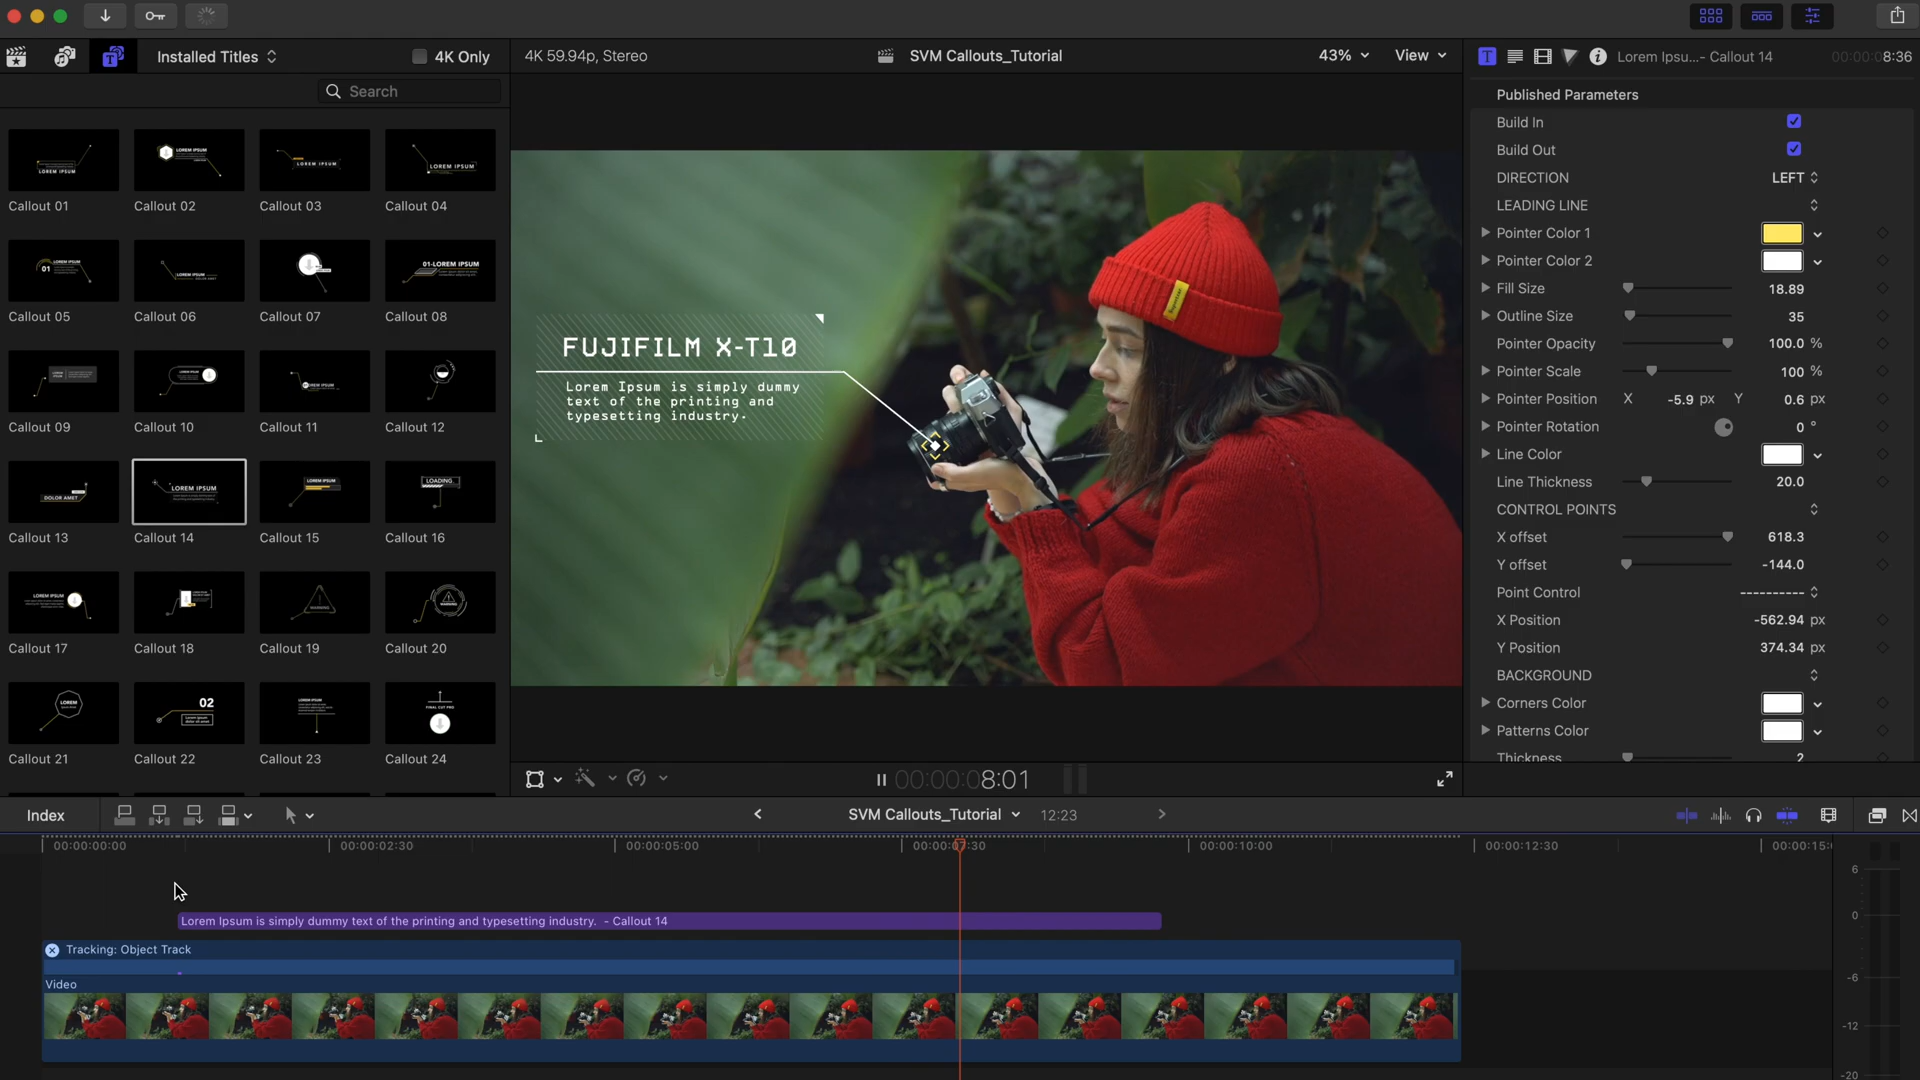 Installed Titles
4K Only
4K 59.94p, Stereo
SVM Callouts_Tutorial
43%
View
Lorem Ipsu...- Callout 14
00:00:08:36
Search
Published Parameters
Build In
Build Out
DIRECTION LEFT
LEADING LINE
Pointer Color 1
Pointer Color 2
Fill Size 18.89
Outline Size 35
Pointer Opacity 100.0 %
Pointer Scale 100 %
Pointer Position X -5.9 px Y 0.6 px
Pointer Rotation 0 °
Line Color
Line Thickness 20.0
CONTROL POINTS
X offset 618.3
Y offset -144.0
Point Control ----------
X Position -562.94 px
Y Position 374.34 px
BACKGROUND
Corners Color
Patterns Color
Thickness 2
Callout 01 Callout 02 Callout 03 Callout 04
Callout 05 Callout 06 Callout 07 Callout 08
Callout 09 Callout 10 Callout 11 Callout 12
Callout 13 Callout 14 Callout 15 Callout 16
Callout 17 Callout 18 Callout 19 Callout 20
Callout 21 Callout 22 Callout 23 Callout 24
FUJIFILM X-T10
Lorem Ipsum is simply dummy
text of the printing and
typesetting industry.
00:00:08:01
Index
SVM Callouts_Tutorial
12:23
00:00:00:00 00:00:02:30 00:00:05:00 00:00:07:30 00:00:10:00 00:00:12:30 00:00:15:
Lorem Ipsum is simply dummy text of the printing and typesetting industry. - Callout 14
Tracking: Object Track
Video
6
0
-6
-12
-20